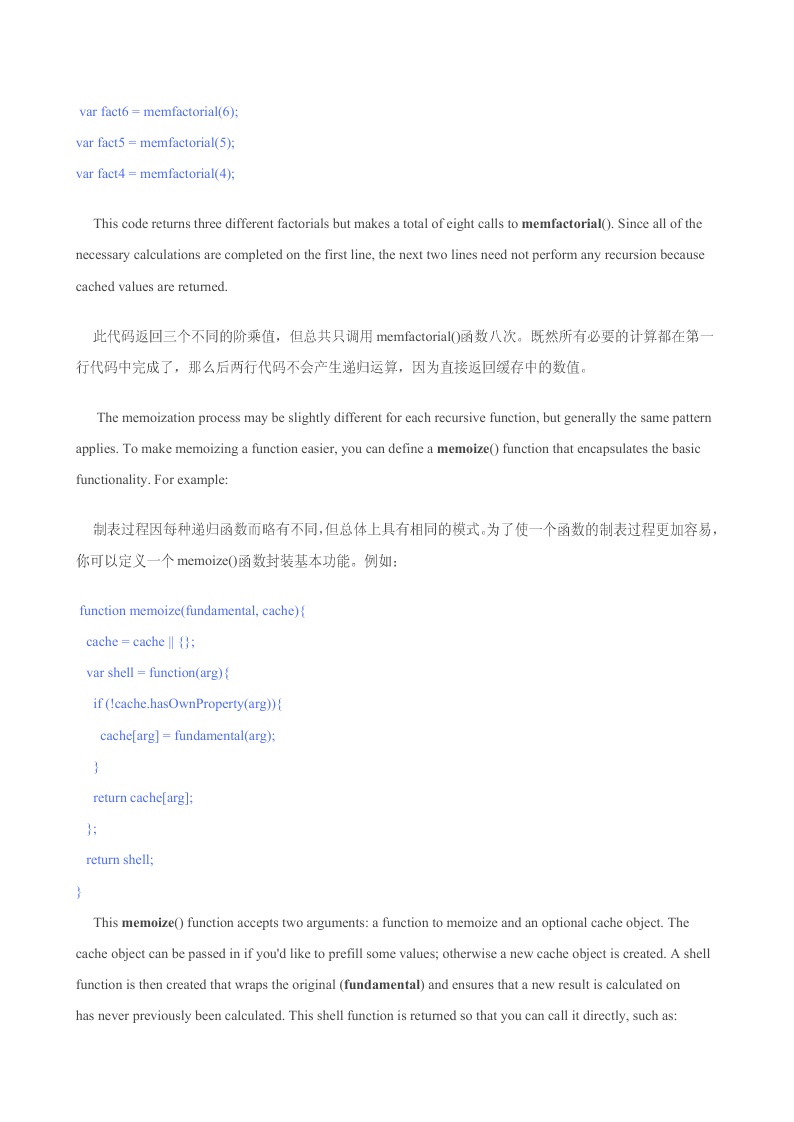 var fact6 = memfactorial(6);
var fact5 = memfactorial(5);
var fact4 = memfactorial(4);
This code returns three different factorials but makes a total of eight calls to memfactorial(). Since all of the
necessary calculations are completed on the first line, the next two lines need not perform any recursion because
cached values are returned.
此代码返回三个不同的阶乘值，但总共只调用 memfactorial()函数八次。既然所有必要的计算都在第一
行代码中完成了，那么后两行代码不会产生递归运算，因为直接返回缓存中的数值。
The memoization process may be slightly different for each recursive function, but generally the same pattern
applies. To make memoizing a function easier, you can define a memoize() function that encapsulates the basic
functionality. For example:
制表过程因每种递归函数而略有不同，但总体上具有相同的模式。为了使一个函数的制表过程更加容易，
你可以定义一个 memoize()函数封装基本功能。例如：
function memoize(fundamental, cache){
cache = cache || {};
var shell = function(arg){
if (!cache.hasOwnProperty(arg)){
cache[arg] = fundamental(arg);
}
return cache[arg];
};
return shell;
}
This memoize() function accepts two arguments: a function to memoize and an optional cache object. The
cache object can be passed in if you'd like to prefill some values; otherwise a new cache object is created. A shell
function is then created that wraps the original (fundamental) and ensures that a new result is calculated on
has never previously been calculated. This shell function is returned so that you can call it directly, such as: